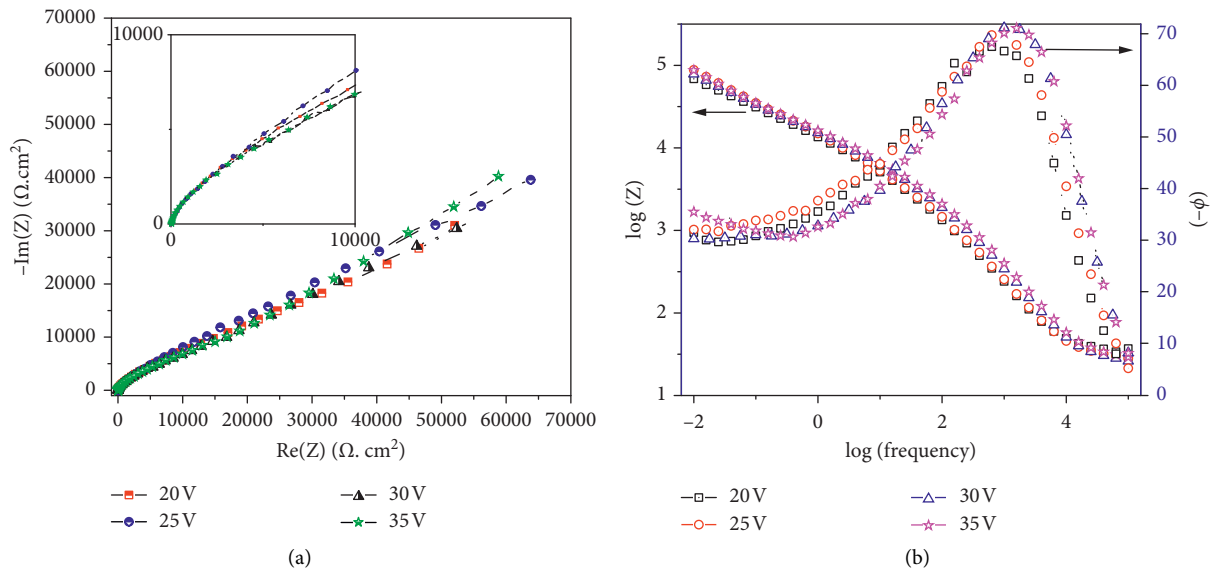 70000
60000
50000
40000
30000
20000
10000
0
–Im(Z) (Ω.cm²)
10000
0
0
10000
0
10000
20000
30000
40000
50000
60000
70000
Re(Z) (Ω. cm²)
20 V
30 V
25 V
35 V
(a)
5
4
3
2
1
log (Z)
70
60
50
40
30
20
10
0
(-ϕ)
–2
0
2
4
log (frequency)
20 V
30 V
25 V
35 V
(b)